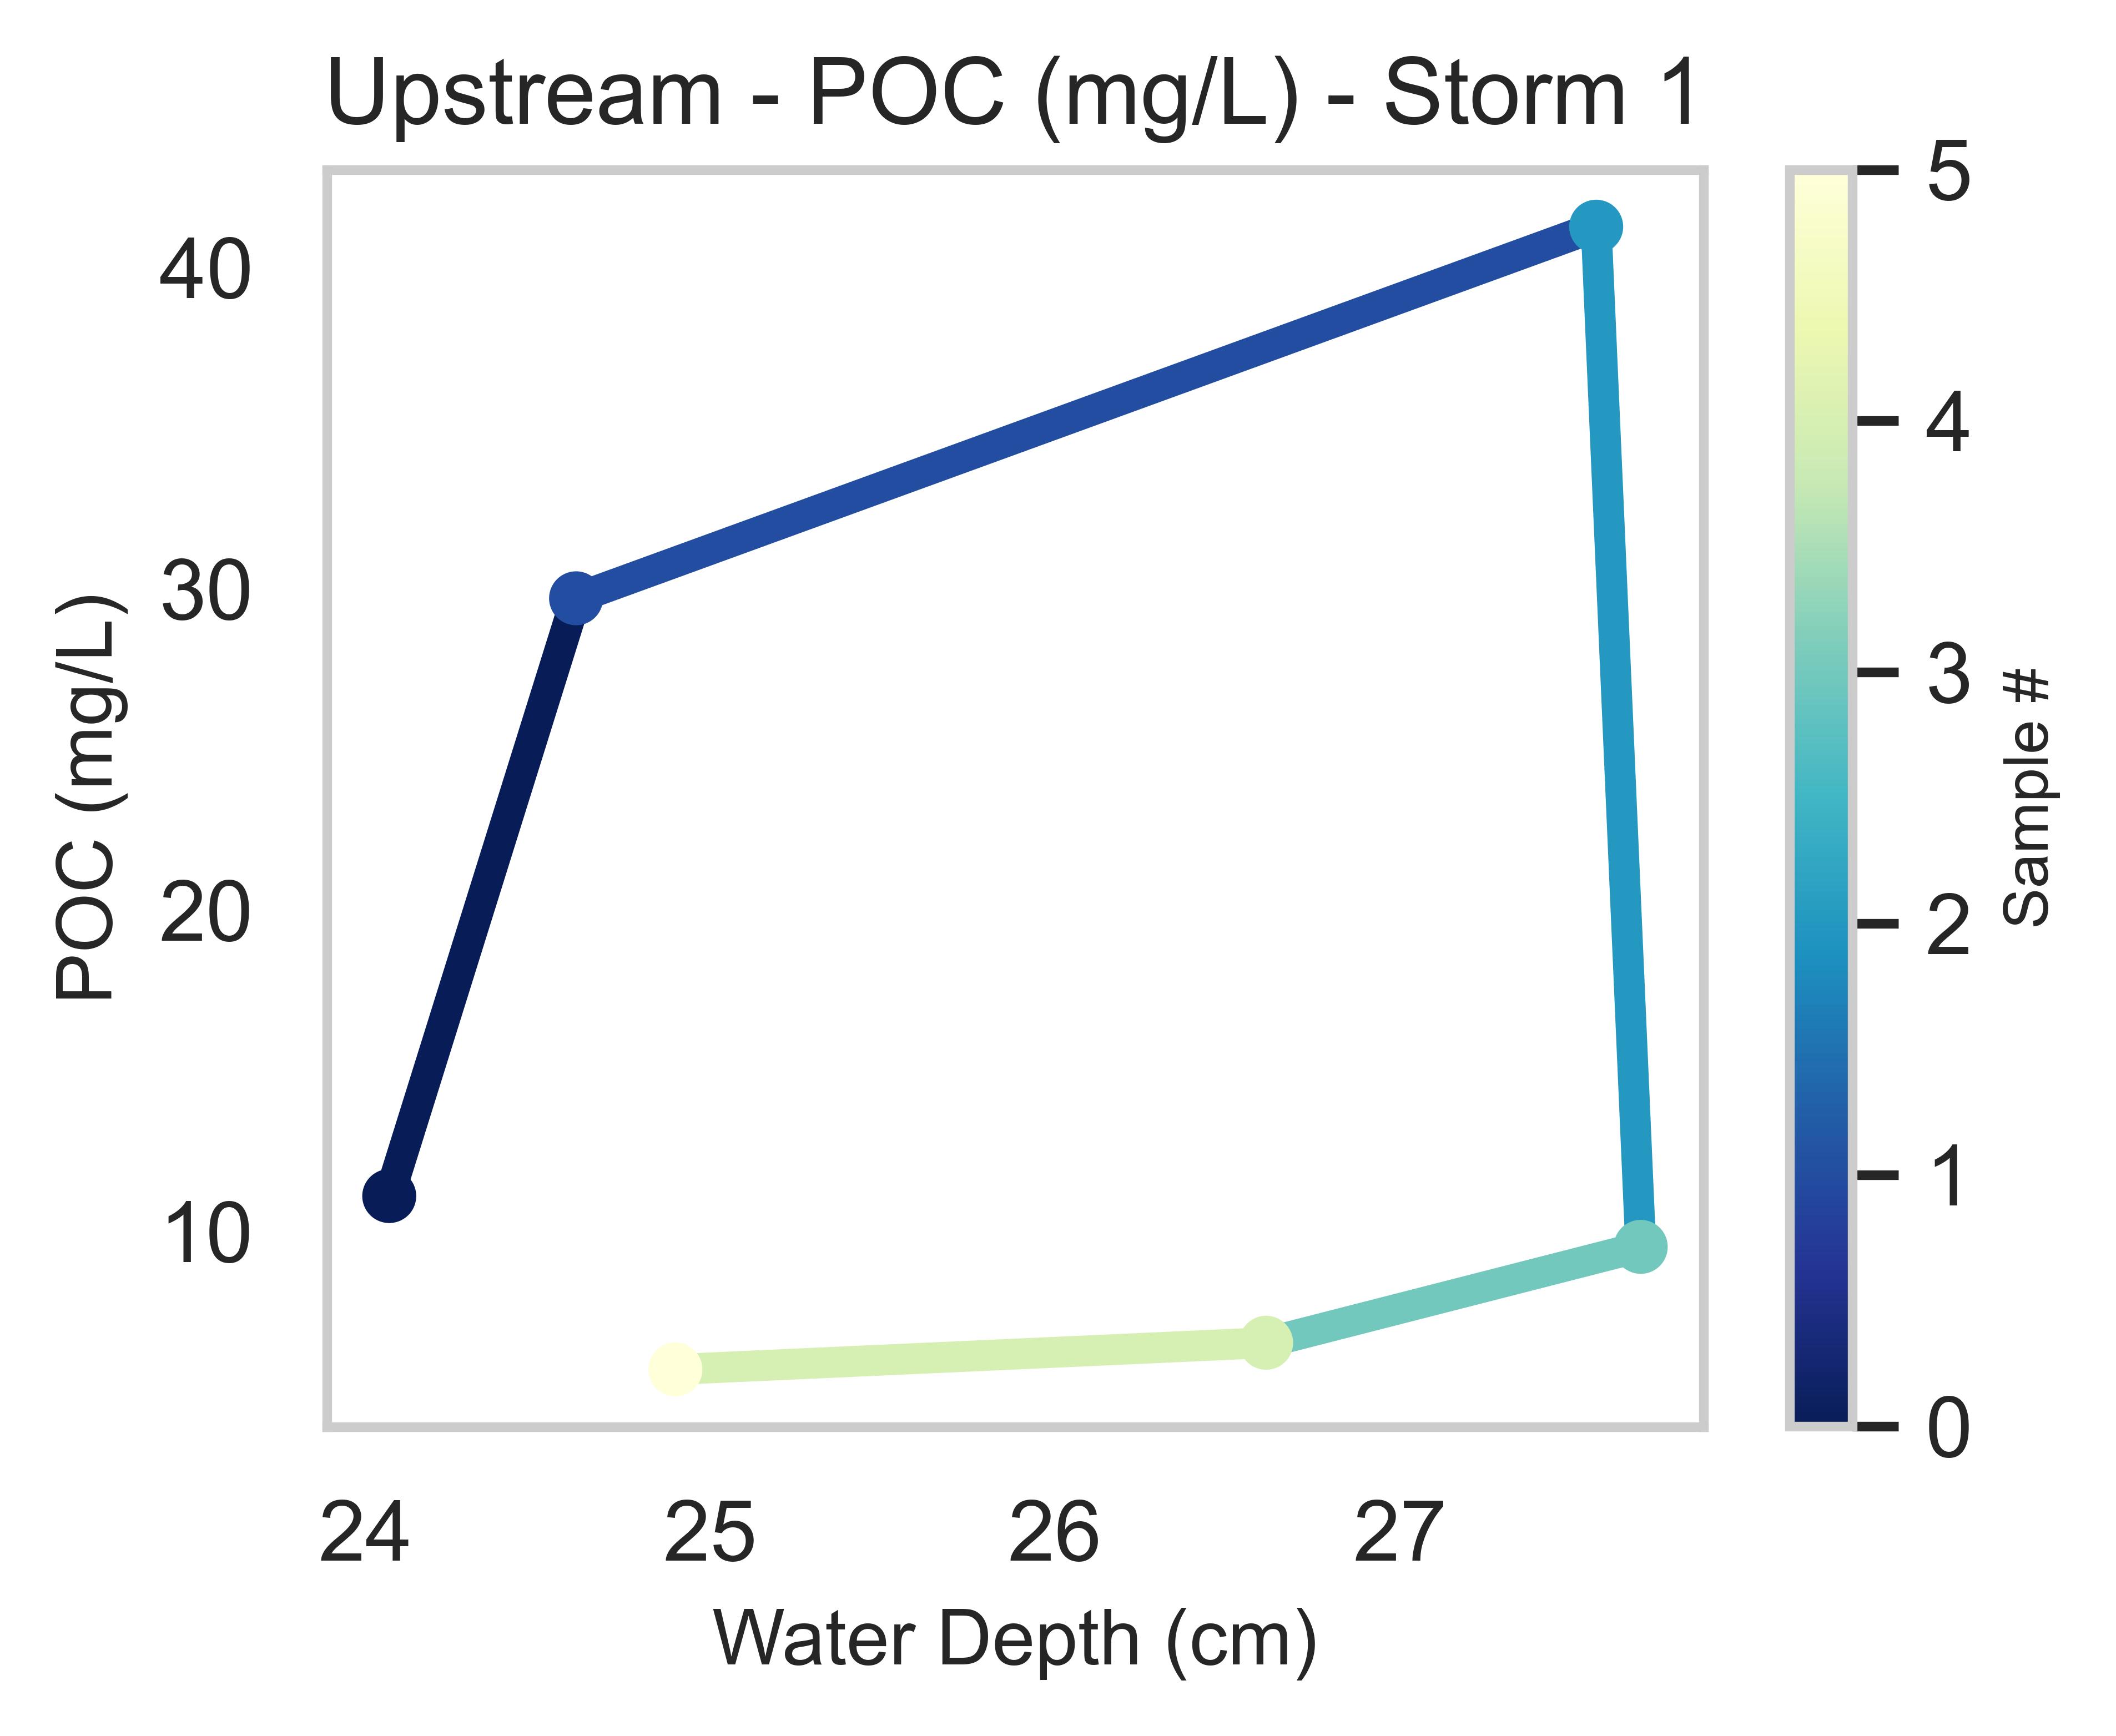 Upstream - POC (mg/L) - Storm 1
POC (mg/L)
40
30
20
10
24 25 26 27
Water Depth (cm)
5
4
3
2
1
0
Sample #